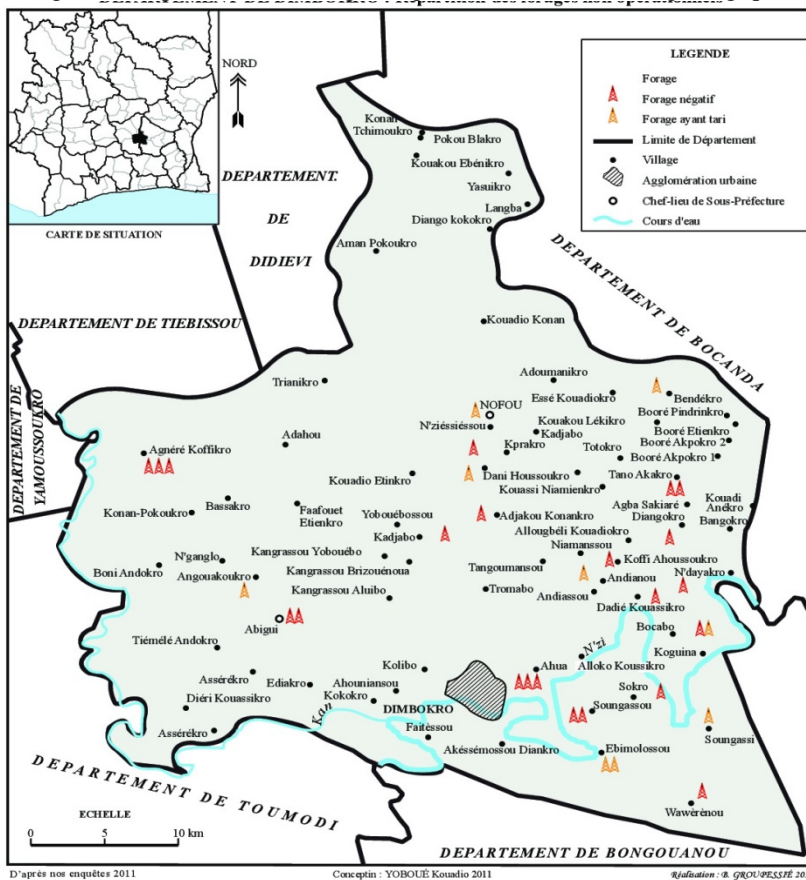 DEPARTEMENT DE DIMBOKRO : Répartition des forages non opérationnels
NORD
CARTE DE SITUATION
LEGENDE
Forage
Forage négatif
Forage ayant tari
Limite de Département
Village
Agglomération urbaine
Chef-lieu de Sous-Préfecture
Cours d'eau
DEPARTEMENT
DE
DIDIEVI
DEPARTEMENT DE TIEBISSOU
DEPARTEMENT DE
YAMOUSSOUKRO
DEPARTEMENT DE BOCANDA
Konan
Tchimoukro
Pokou Blakro
Kouakou Ebénikro
Yasuikro
Langba
Diango kokokro
Aman Pokoukro
Kouadio Konan
Trianikro
Adoumanikro
Essé Kouadiokro
Bendékro
NOFOU
Booré Pindrinkro
N'ziéssiéssou
Kouakou Lékikro
Booré Etienkro
Kadjabo
Booré Akpokro 2
Adahou
Kprakro
Totokro
Booré Akpokro 1
Agnéré Koffikro
Kouadio Etinkro
Dani Houssoukro
Tano Akakro
Kouassi Niamienkro
Bassakro
Konan-Pokoukro
Faafouet
Etienkro
Yobouébossou
Adjakou Konankro
Agba Sakiaré
Kouadi
Anékro
Diangokro
Bangokro
Kadjabo
Allougbéli Kouadiokro
Niamanssou
N'ganglo
Kangrassou Yobouébo
Boni Andokro
Angouakoukro
Kangrassou Brizouénoua
Tangoumansou
Koffi Ahoussoukro
N'dayakro
Andianou
Kangrassou Aluibo
Tromabo
Andiassou
Dadié Kouassikro
Abigui
Bocabo
Tiémélé Andokro
N'zi
Koguina
Alloko Koussikro
Assérékro
Ediakro
Kolibo
Ahua
Ahouniansou
Kokokro
Sokro
Diéri Kouassikro
Kan
DIMBOKRO
Soungassou
Assérékro
Faitèssou
Soungassi
Akéssémossou Diankro
Ebimolossou
Wawèrènou
DEPARTEMENT DE TOUMODI
ECHELLE
0 10 km
DEPARTEMENT DE BONGOUANOU
D'après nos enquêtes 2011 Conceptin : YOBOUÉ Kouadio 2011 Réalisation : B. GROUPESSIÉ